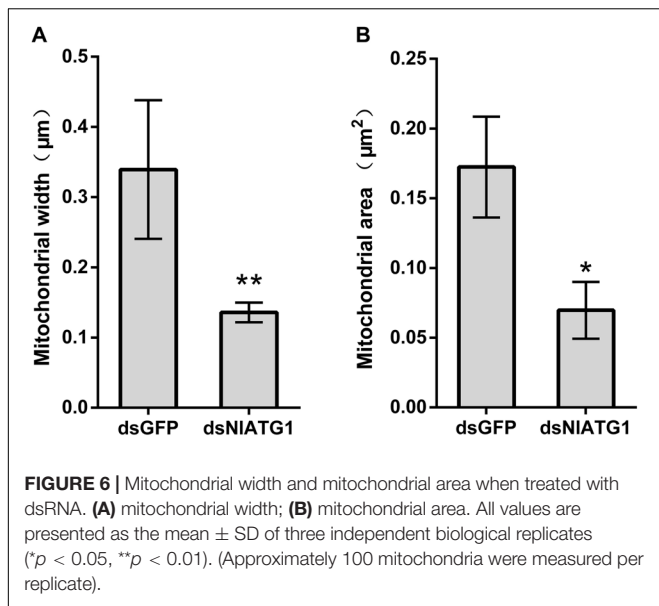 A
Mitochondrial width（μm）
0.5
0.4
0.3
0.2
0.1
0.0
**
dsGFP dsNlATG1
B
Mitochondrial area（μm²）
0.25
0.20
0.15
0.10
0.05
0.00
*
dsGFP dsNlATG1
FIGURE 6 | Mitochondrial width and mitochondrial area when treated with
dsRNA. (A) mitochondrial width; (B) mitochondrial area. All values are
presented as the mean ± SD of three independent biological replicates
(*p < 0.05, **p < 0.01). (Approximately 100 mitochondria were measured per
replicate).